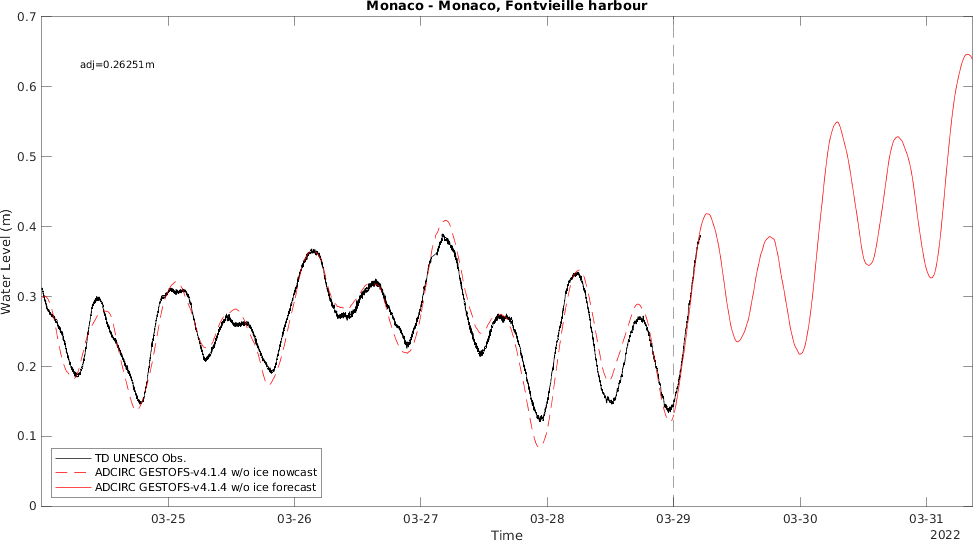 Monaco - Monaco, Fontvieille harbour
adj=0.26251m
Water Level (m)
0.7
0.6
0.5
0.4
0.3
0.2
0.1
0
TD UNESCO Obs.
ADCIRC GESTOFS-v4.1.4 w/o ice nowcast
ADCIRC GESTOFS-v4.1.4 w/o ice forecast
03-25 03-26 03-27 03-28 03-29 03-30 03-31
Time
2022